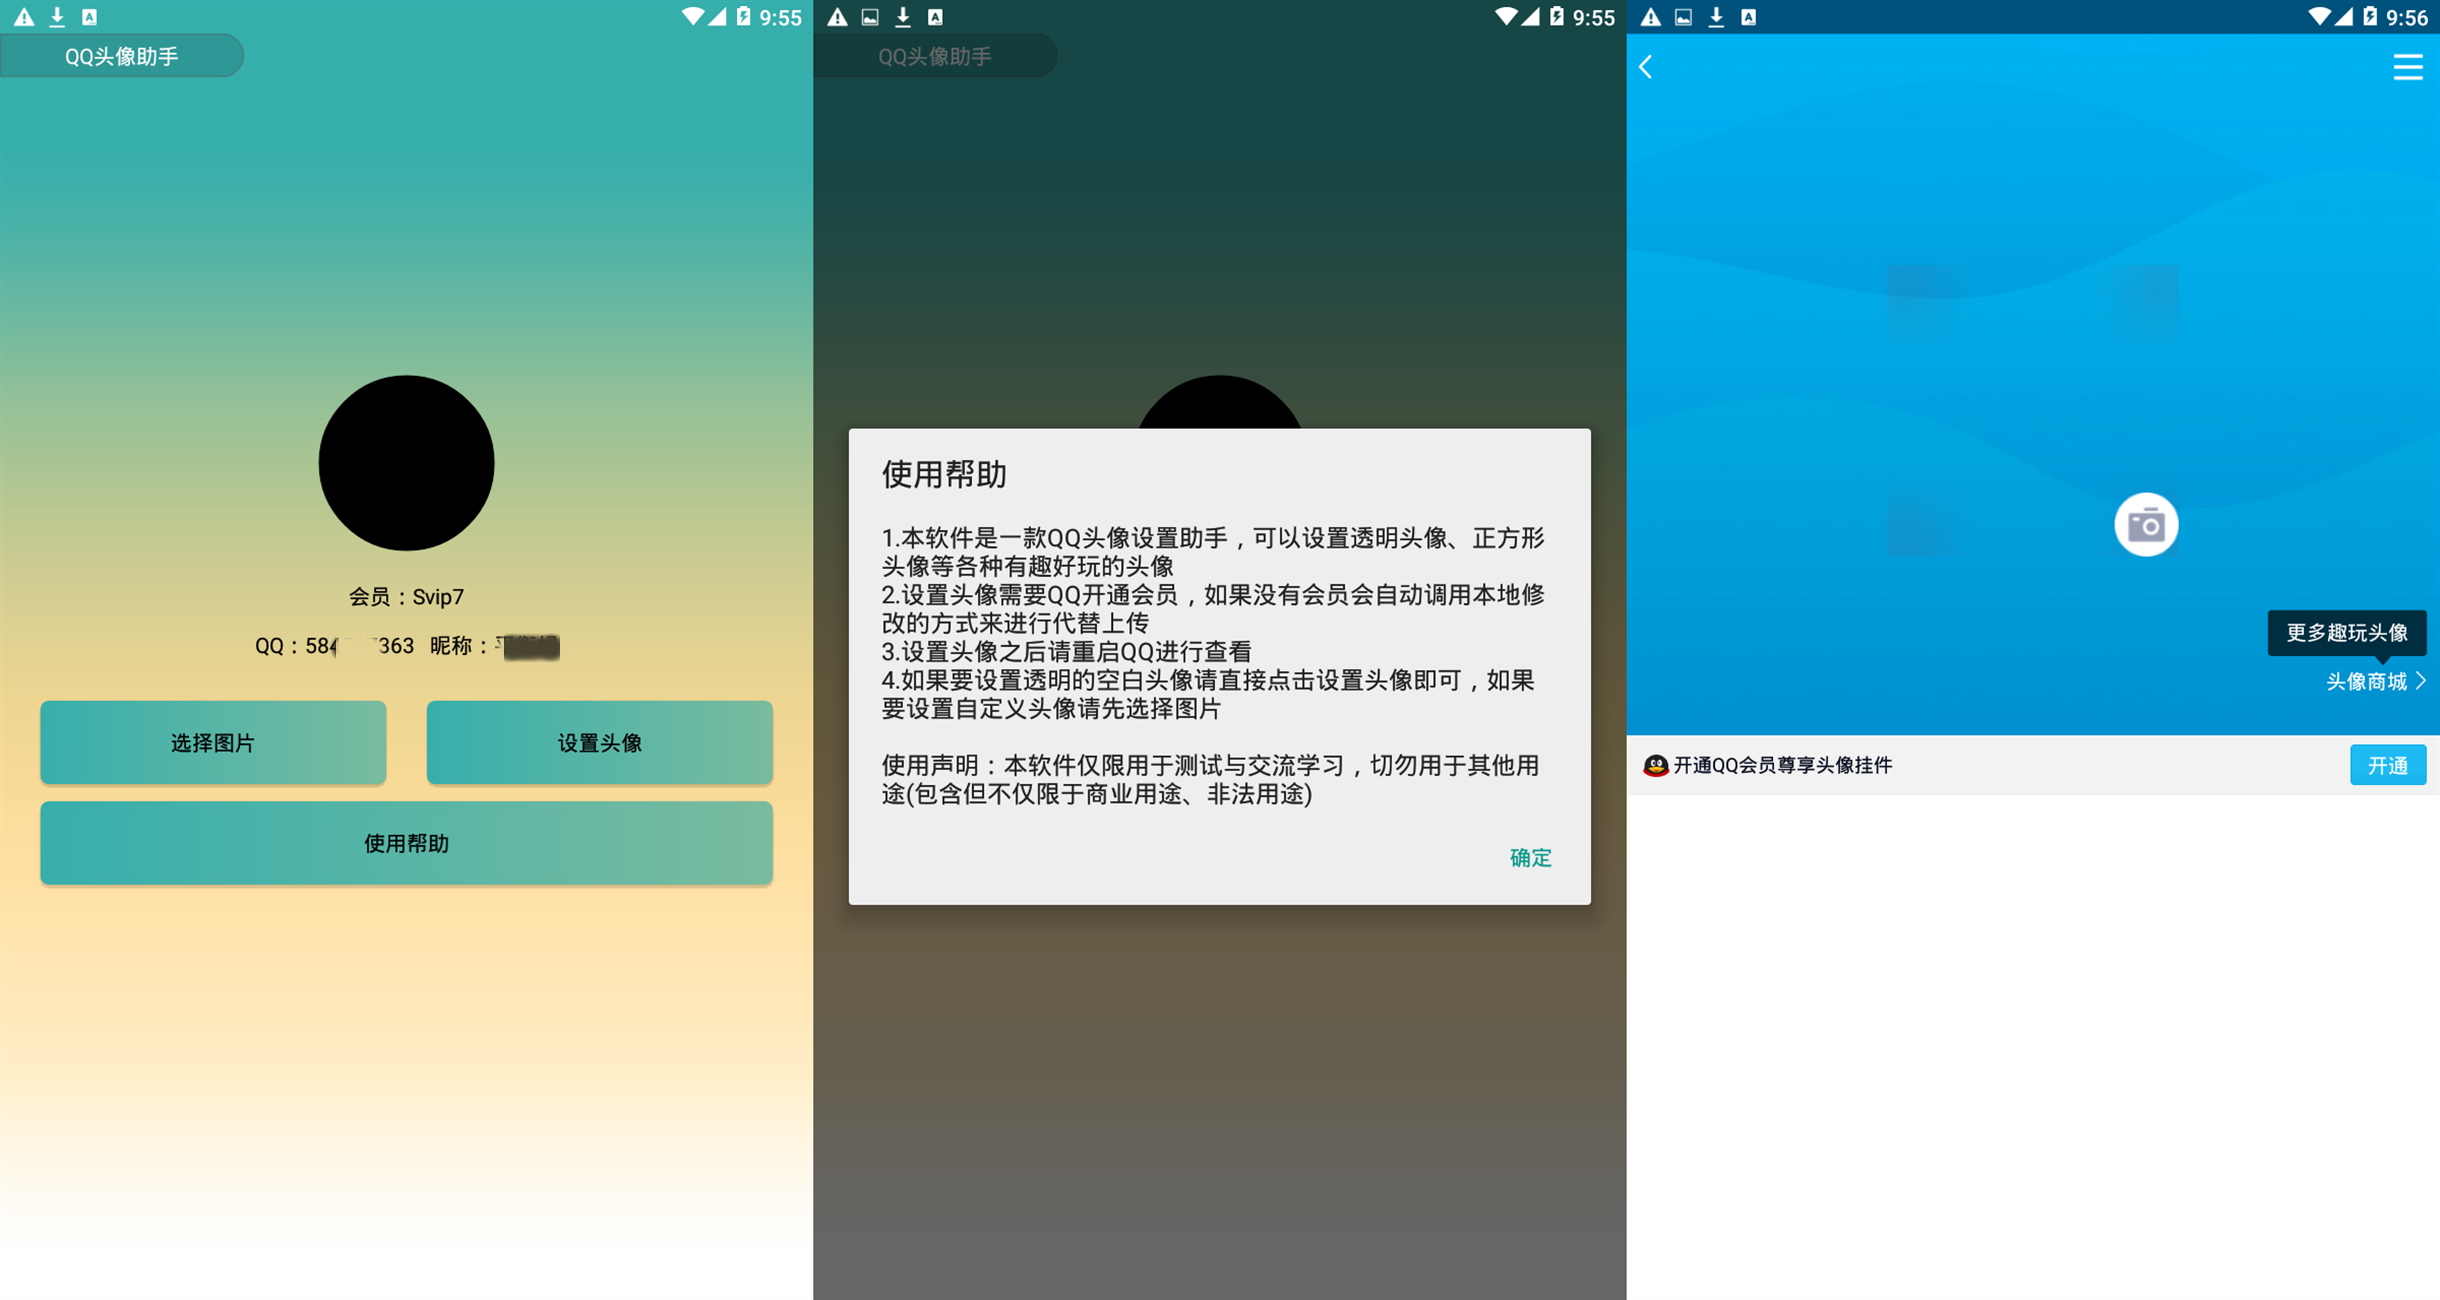 9:55
QQ头像助手
会员：Svip7
QQ：584 363 昵称：
选择图片
设置头像
使用帮助
9:55
QQ头像助手
使用帮助
1.本软件是一款QQ头像设置助手，可以设置透明头像、正方形
头像等各种有趣好玩的头像
2.设置头像需要QQ开通会员，如果没有会员会自动调用本地修
改的方式来进行代替上传
3.设置头像之后请重启QQ进行查看
4.如果要设置透明的空白头像请直接点击设置头像即可，如果
要设置自定义头像请先选择图片
使用声明：本软件仅限用于测试与交流学习，切勿用于其他用
途(包含但不仅限于商业用途、非法用途)
确定
9:56
更多趣玩头像
头像商城
开通QQ会员尊享头像挂件
开通